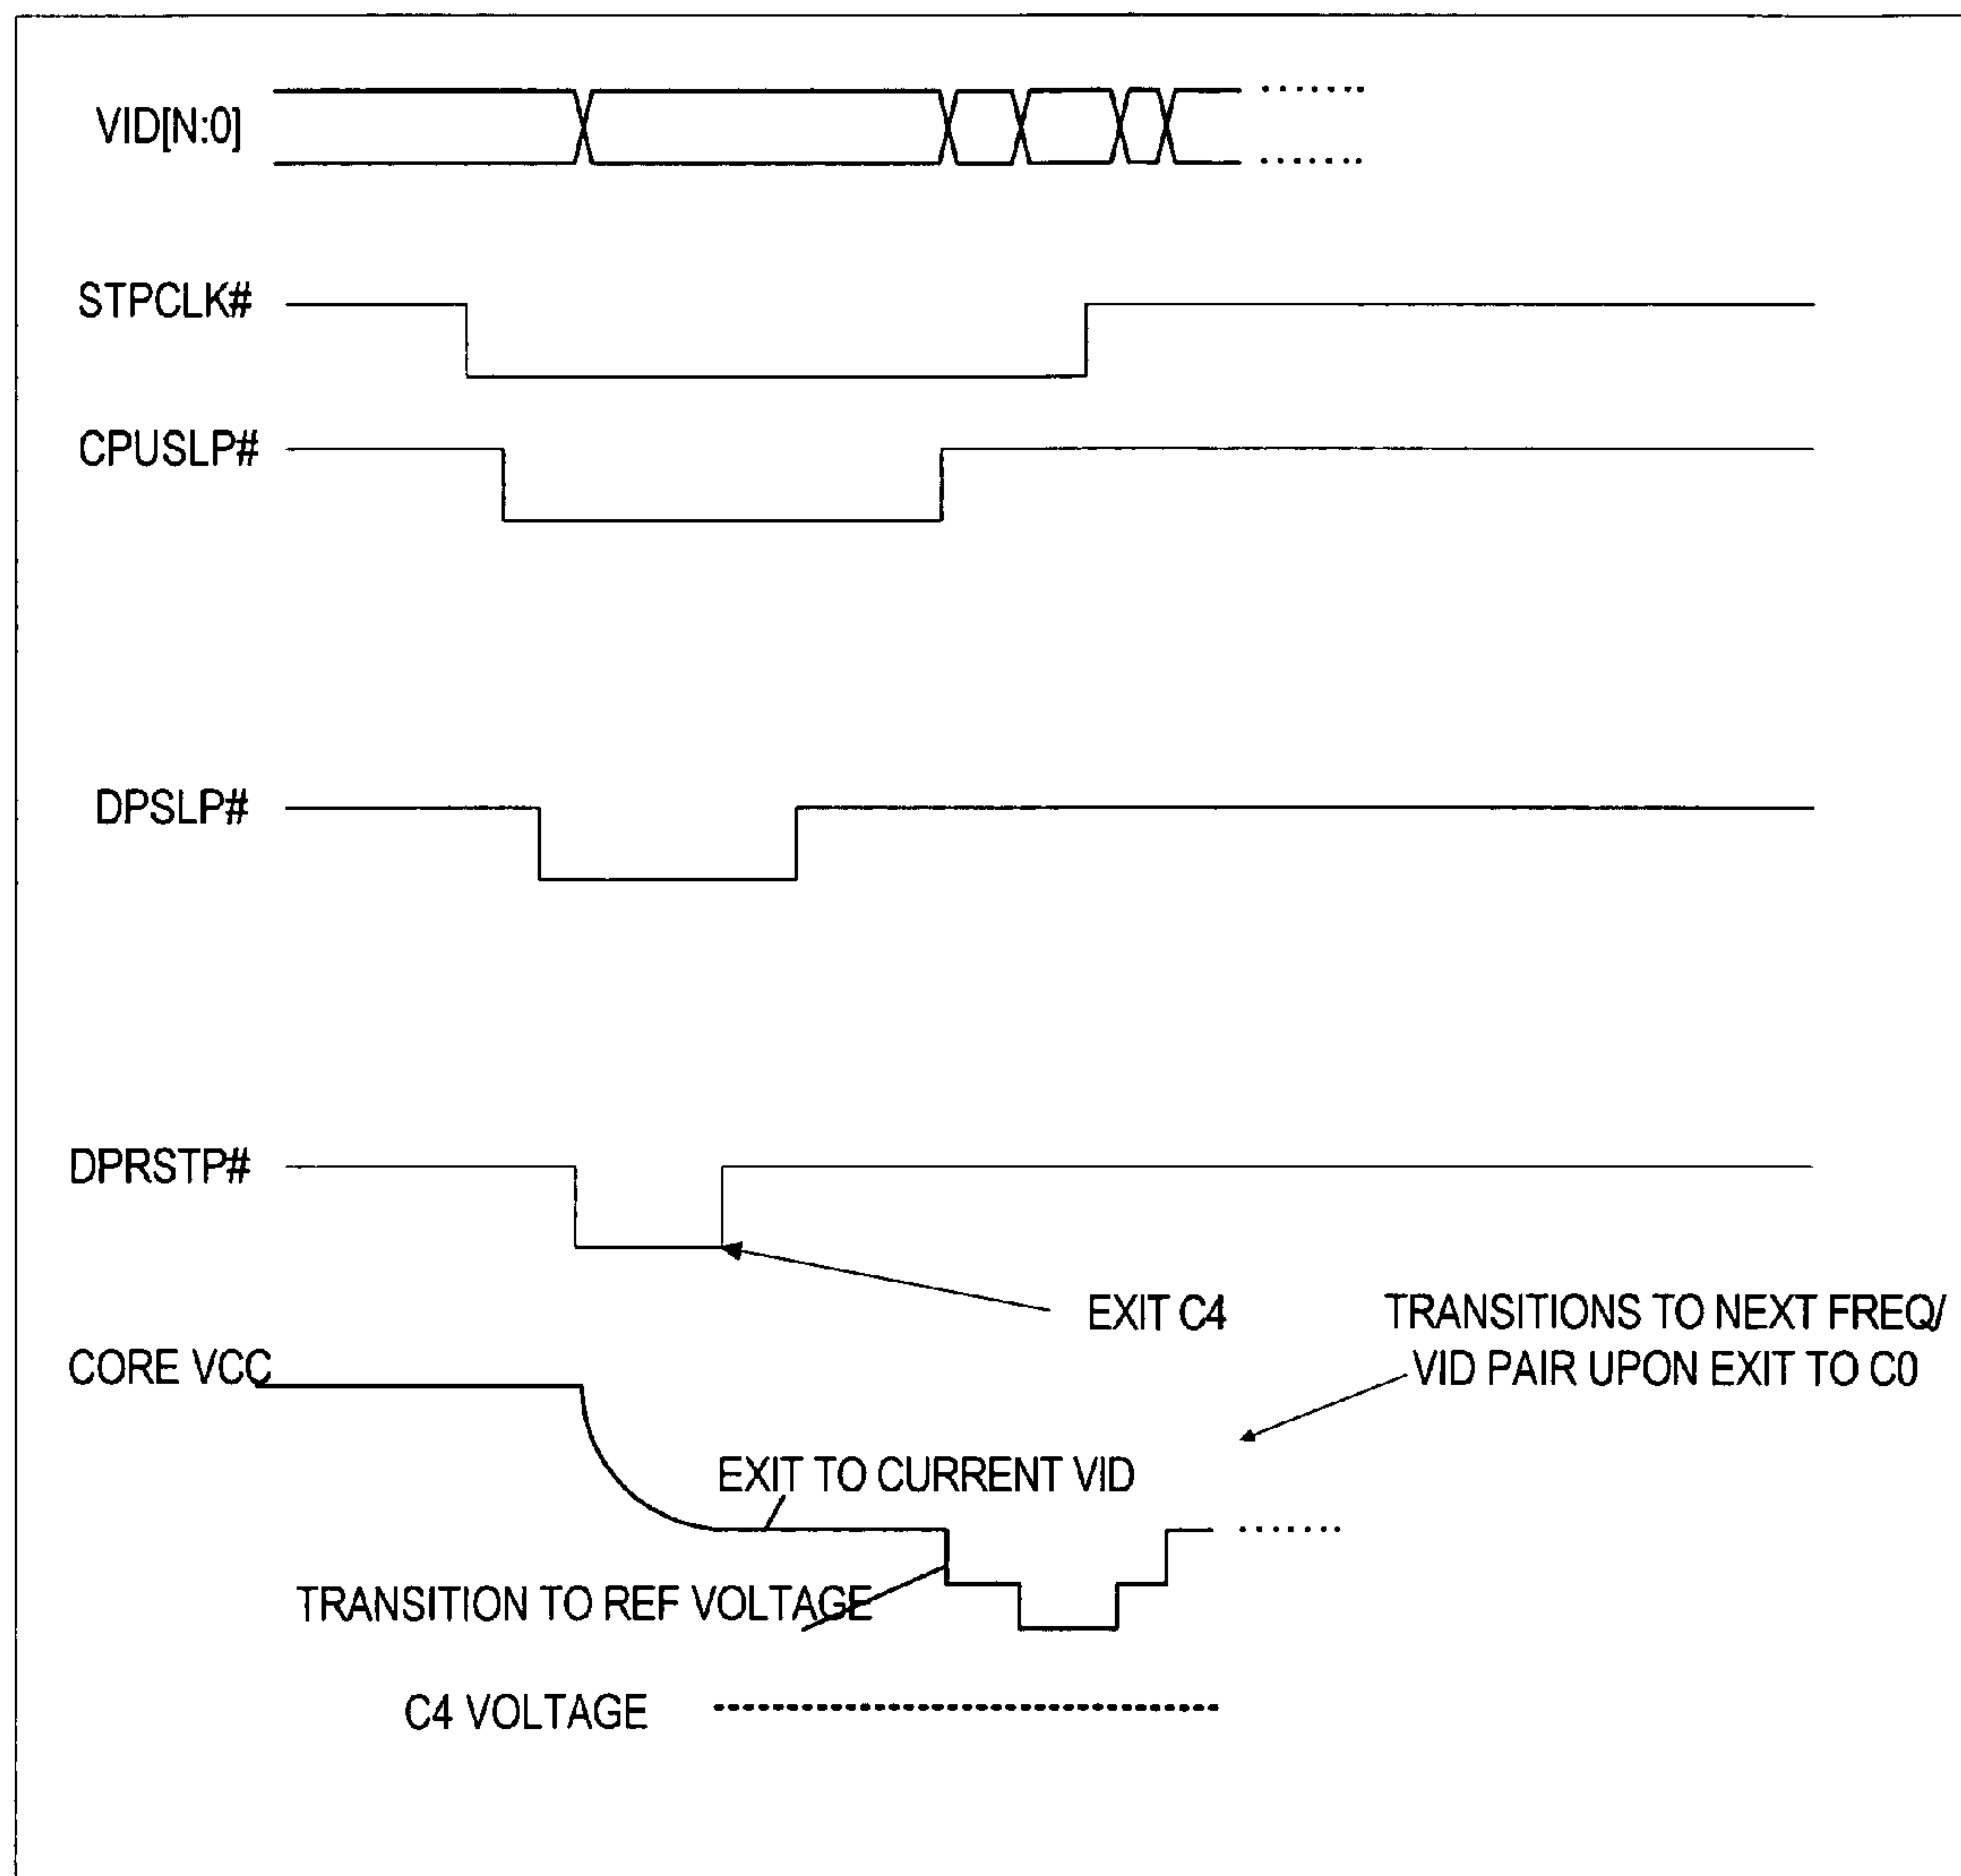 VID[N:0]
STPCLK#
CPUSLP#
DPSLP#
DPRSTP#
EXIT C4
TRANSITIONS TO NEXT FREQ/
VID PAIR UPON EXIT TO C0
CORE VCC
EXIT TO CURRENT VID
TRANSITION TO REF VOLTAGE
C4 VOLTAGE